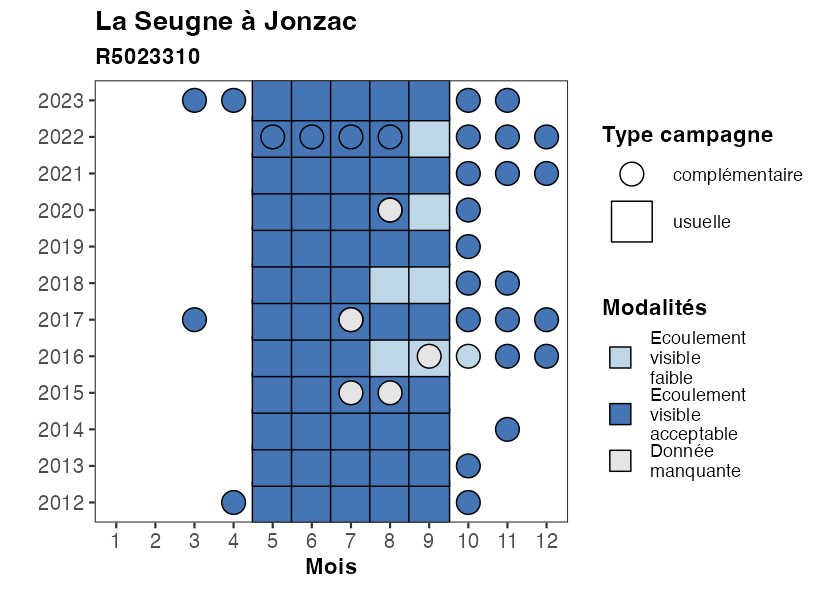 La Seugne à Jonzac
R5023310
2023
2022
2021
2020
2019
2018
2017
2016
2015
2014
2013
2012
1 2 3 4 5 6 7 8 9 10 11 12
Mois
Type campagne
complémentaire
usuelle
Modalités
Ecoulement
visible
faible
Ecoulement
visible
acceptable
Donnée
manquante